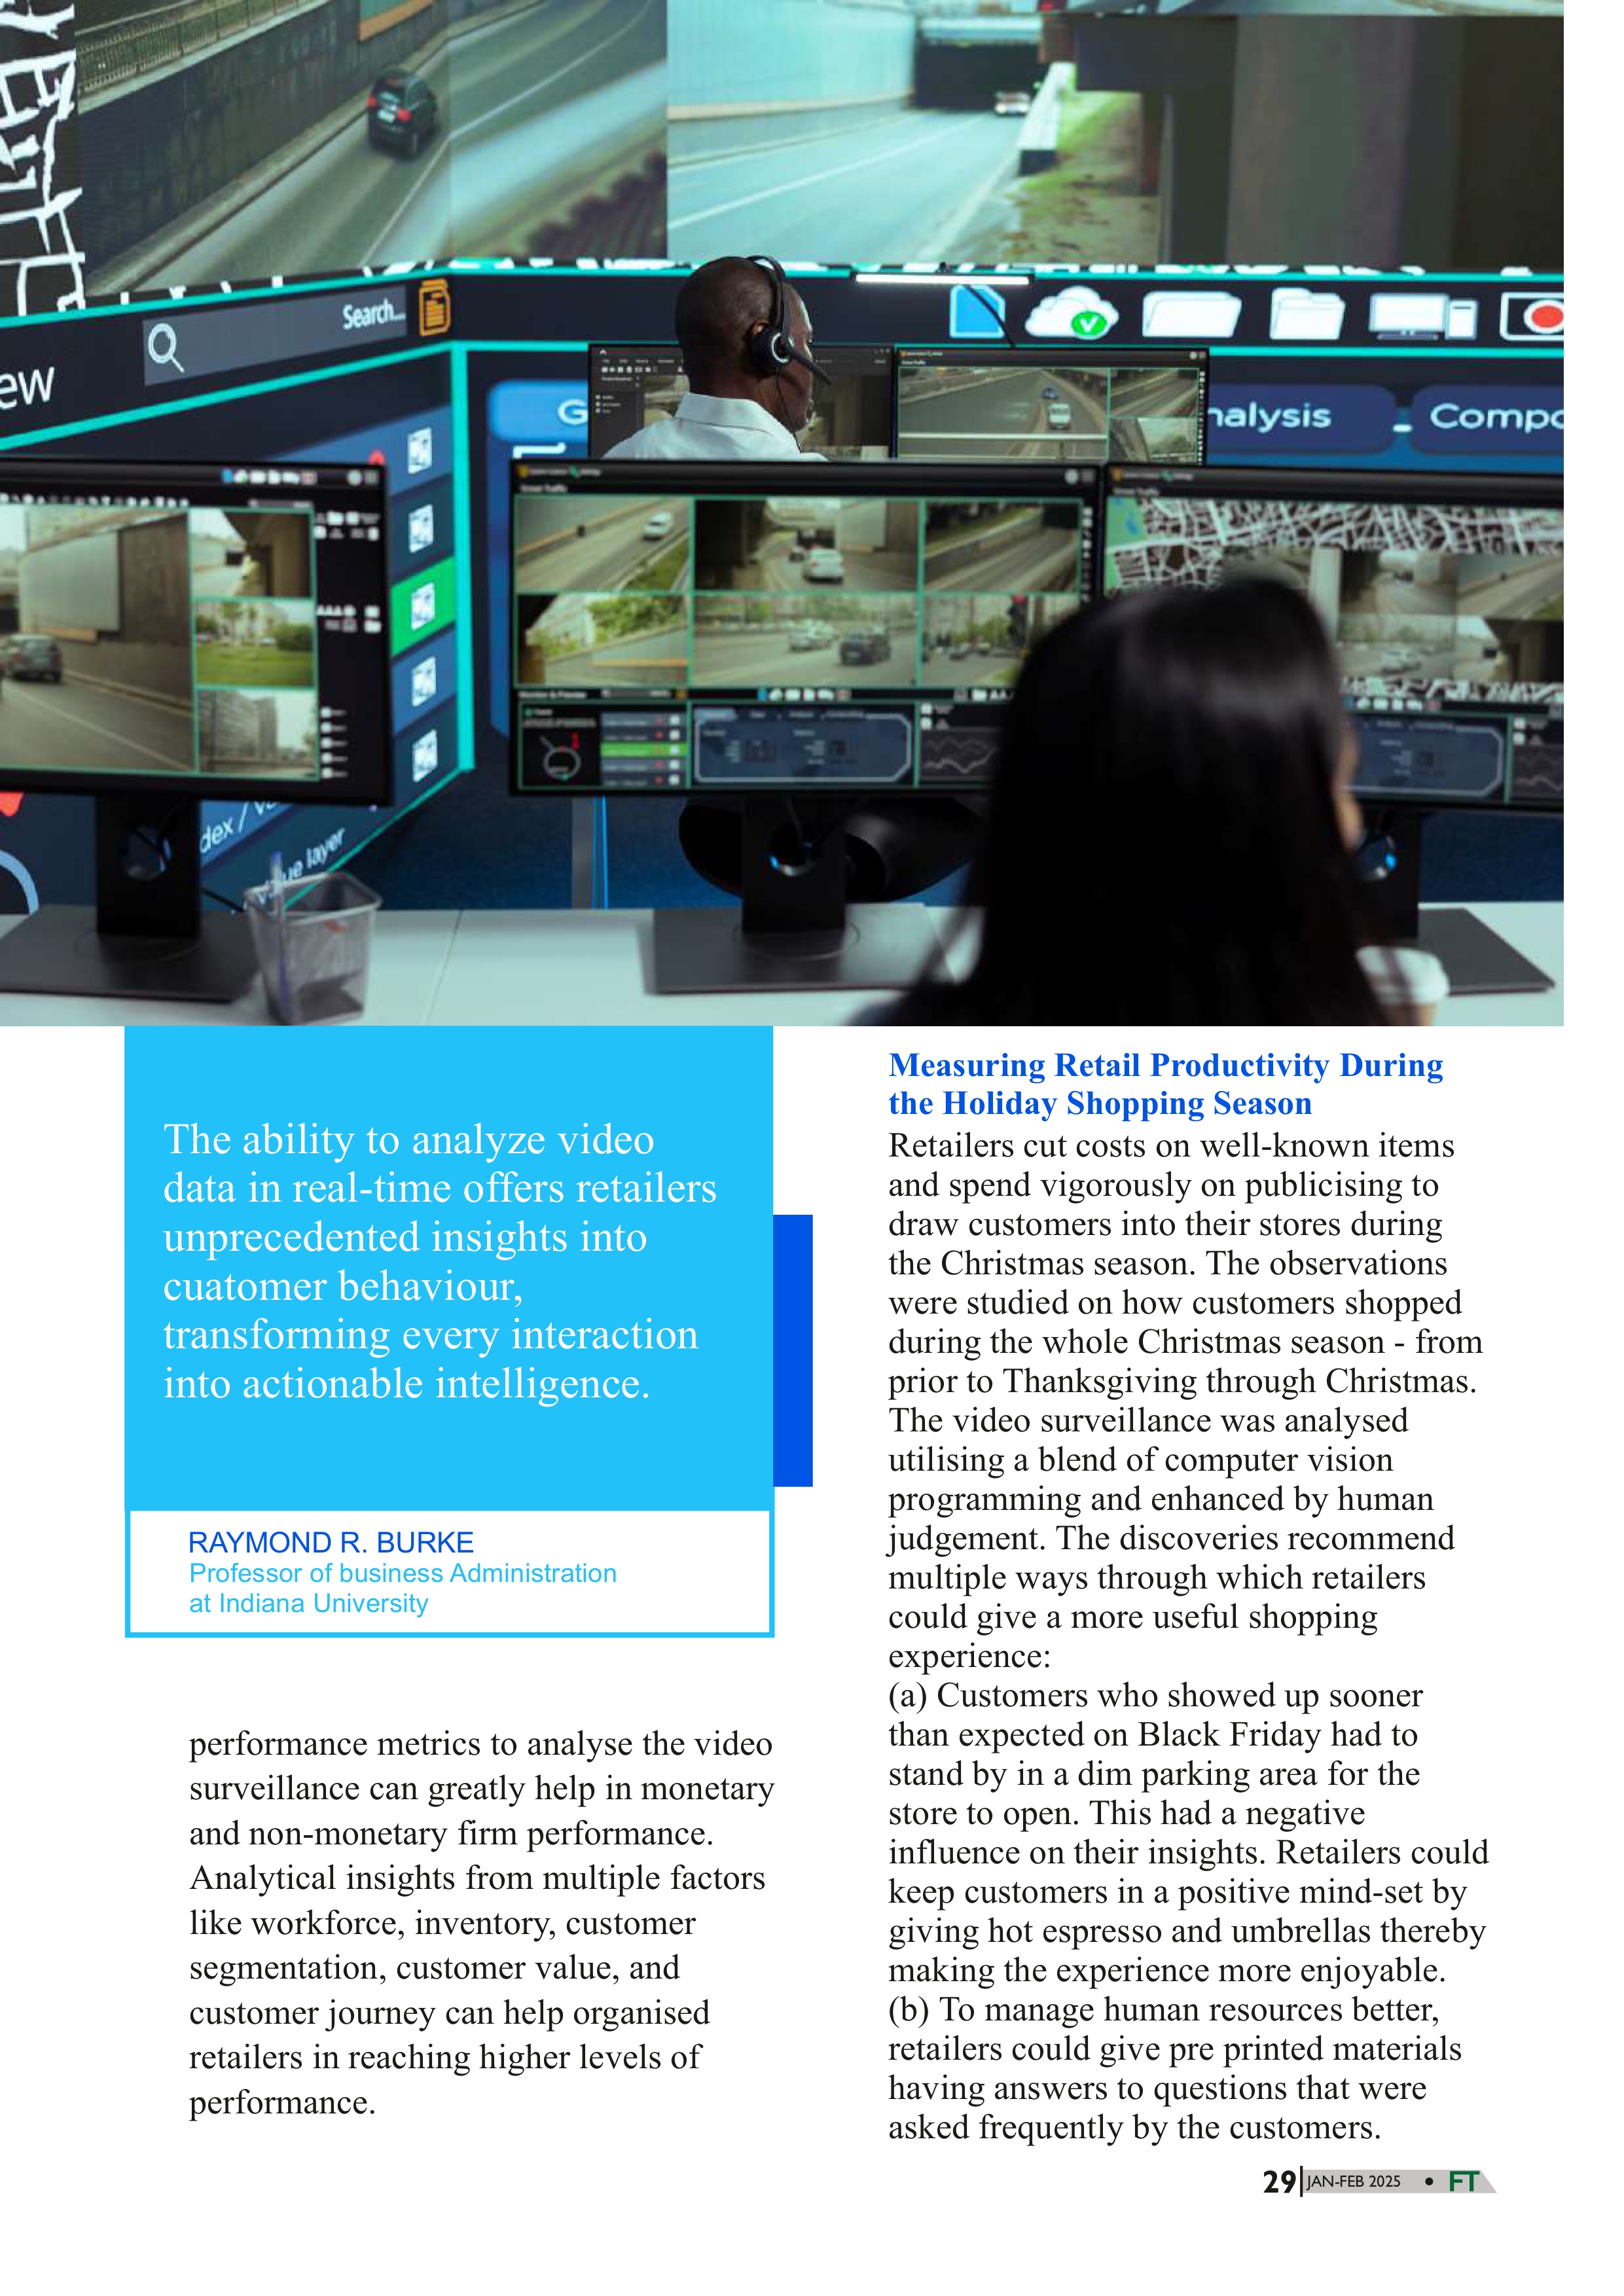 Search...
ew
G
nalysis
Compo
dex / Va
value layer
The ability to analyze video
data in real-time offers retailers
unprecedented insights into
cuatomer behaviour,
transforming every interaction
into actionable intelligence.
RAYMOND R. BURKE
Professor of business Administration
at Indiana University
performance metrics to analyse the video
surveillance can greatly help in monetary
and non-monetary firm performance.
Analytical insights from multiple factors
like workforce, inventory, customer
segmentation, customer value, and
customer journey can help organised
retailers in reaching higher levels of
performance.
Measuring Retail Productivity During
the Holiday Shopping Season
Retailers cut costs on well-known items
and spend vigorously on publicising to
draw customers into their stores during
the Christmas season. The observations
were studied on how customers shopped
during the whole Christmas season - from
prior to Thanksgiving through Christmas.
The video surveillance was analysed
utilising a blend of computer vision
programming and enhanced by human
judgement. The discoveries recommend
multiple ways through which retailers
could give a more useful shopping
experience:
(a) Customers who showed up sooner
than expected on Black Friday had to
stand by in a dim parking area for the
store to open. This had a negative
influence on their insights. Retailers could
keep customers in a positive mind-set by
giving hot espresso and umbrellas thereby
making the experience more enjoyable.
(b) To manage human resources better,
retailers could give pre printed materials
having answers to questions that were
asked frequently by the customers.
29 JAN-FEB 2025 • FT